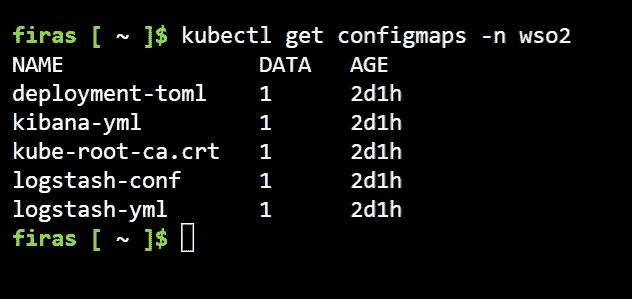 firas [ ~ ]$ kubectl get configmaps -n wso2
NAME DATA AGE
deployment-toml 1 2d1h
kibana-yml 1 2d1h
kube-root-ca.crt 1 2d1h
logstash-conf 1 2d1h
logstash-yml 1 2d1h
firas [ ~ ]$